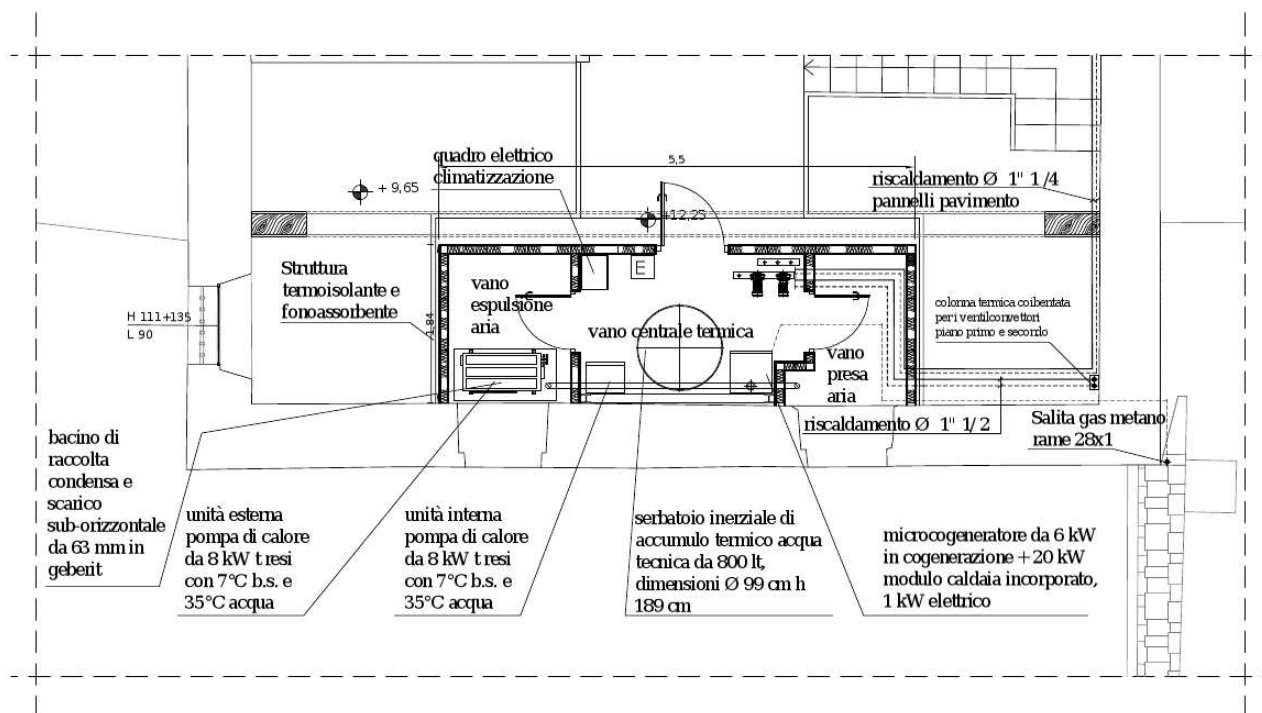 quadro elettrico
climatizzazione
5,5
+ 9,65
+12,25
riscaldamento Ø 1" 1/4
pannelli pavimento
Struttura
termoisolante e
fonoassorbente
1,84
vano
espulsione
aria
E
vano centrale termica
vano
presa
aria
colonna termica coibentata
per i ventilconvettori
piano primo e secondo
H 111+135
L 90
riscaldamento Ø 1" 1/2
Salita gas metano
rame 28x1
bacino di
raccolta
condensa e
scarico
sub-orizzontale
da 63 mm in
geberit
unità esterna
pompa di calore
da 8 kW t resi
con 7°C b.s. e
35°C acqua
unità interna
pompa di calore
da 8 kW t resi
con 7°C b.s. e
35°C acqua
serbatoio inerziale di
accumulo termico acqua
tecnica da 800 lt,
dimensioni Ø 99 cm h
189 cm
microcogeneratore da 6 kW
in cogenerazione + 20 kW
modulo caldaia incorporato,
1 kW elettrico